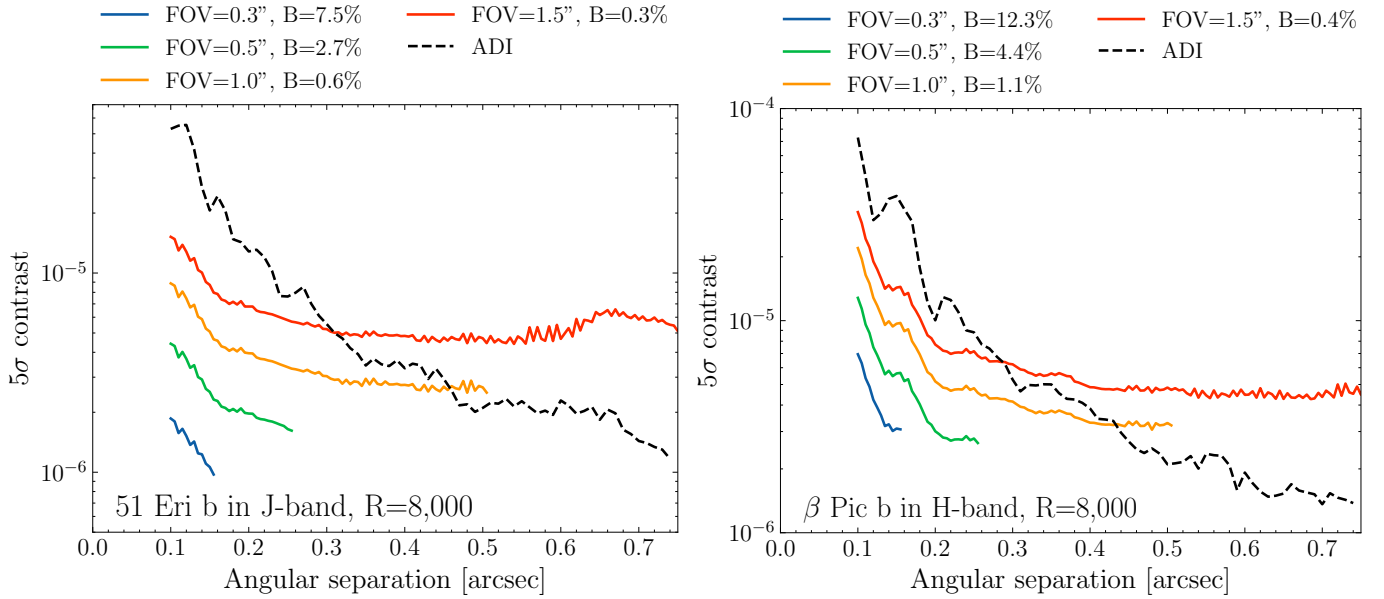 FOV=0.3”, B=7.5%
FOV=0.5”, B=2.7%
FOV=1.0”, B=0.6%
FOV=1.5”, B=0.3%
ADI
10⁻⁵
10⁻⁶
5σ contrast
51 Eri b in J-band, R=8,000
0.0 0.1 0.2 0.3 0.4 0.5 0.6 0.7
Angular separation [arcsec]
FOV=0.3”, B=12.3%
FOV=0.5”, B=4.4%
FOV=1.0”, B=1.1%
FOV=1.5”, B=0.4%
ADI
10⁻⁴
10⁻⁵
10⁻⁶
5σ contrast
β Pic b in H-band, R=8,000
0.0 0.1 0.2 0.3 0.4 0.5 0.6 0.7
Angular separation [arcsec]